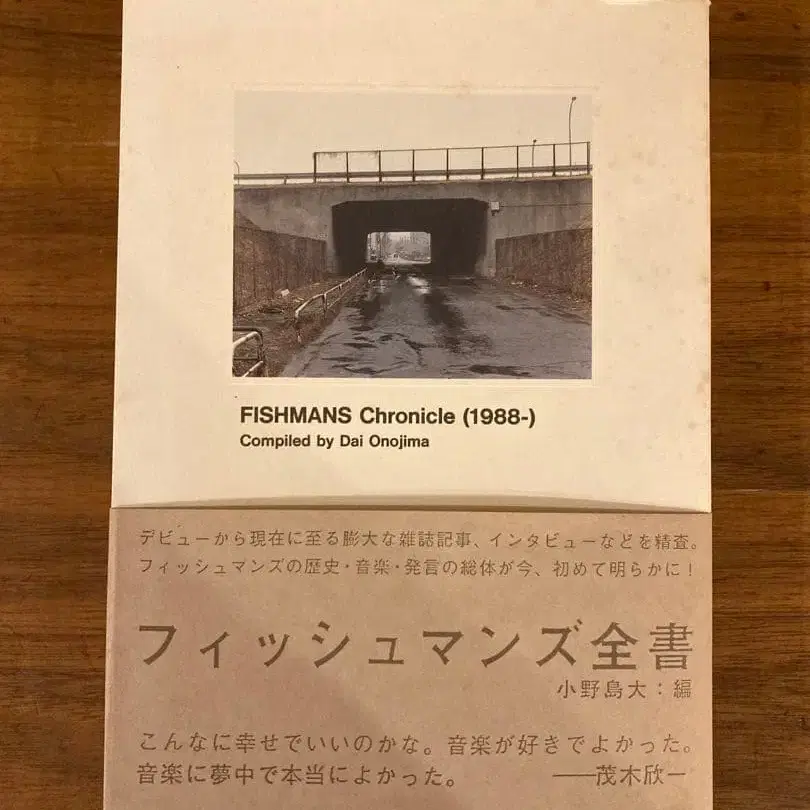 FISHMANS Chronicle (1988-)
Compiled by Dai Onojima
デビューから現在に至る膨大な雑誌記事、インタビューなどを精査。
フィッシュマンズの歴史・音楽・発言の総体が今、初めて明らかに！
フィッシュマンズ全書
小野島大：編
こんなに幸せでいいのかな。音楽が好きでよかった。
音楽に夢中で本当によかった。 ──茂木欣一